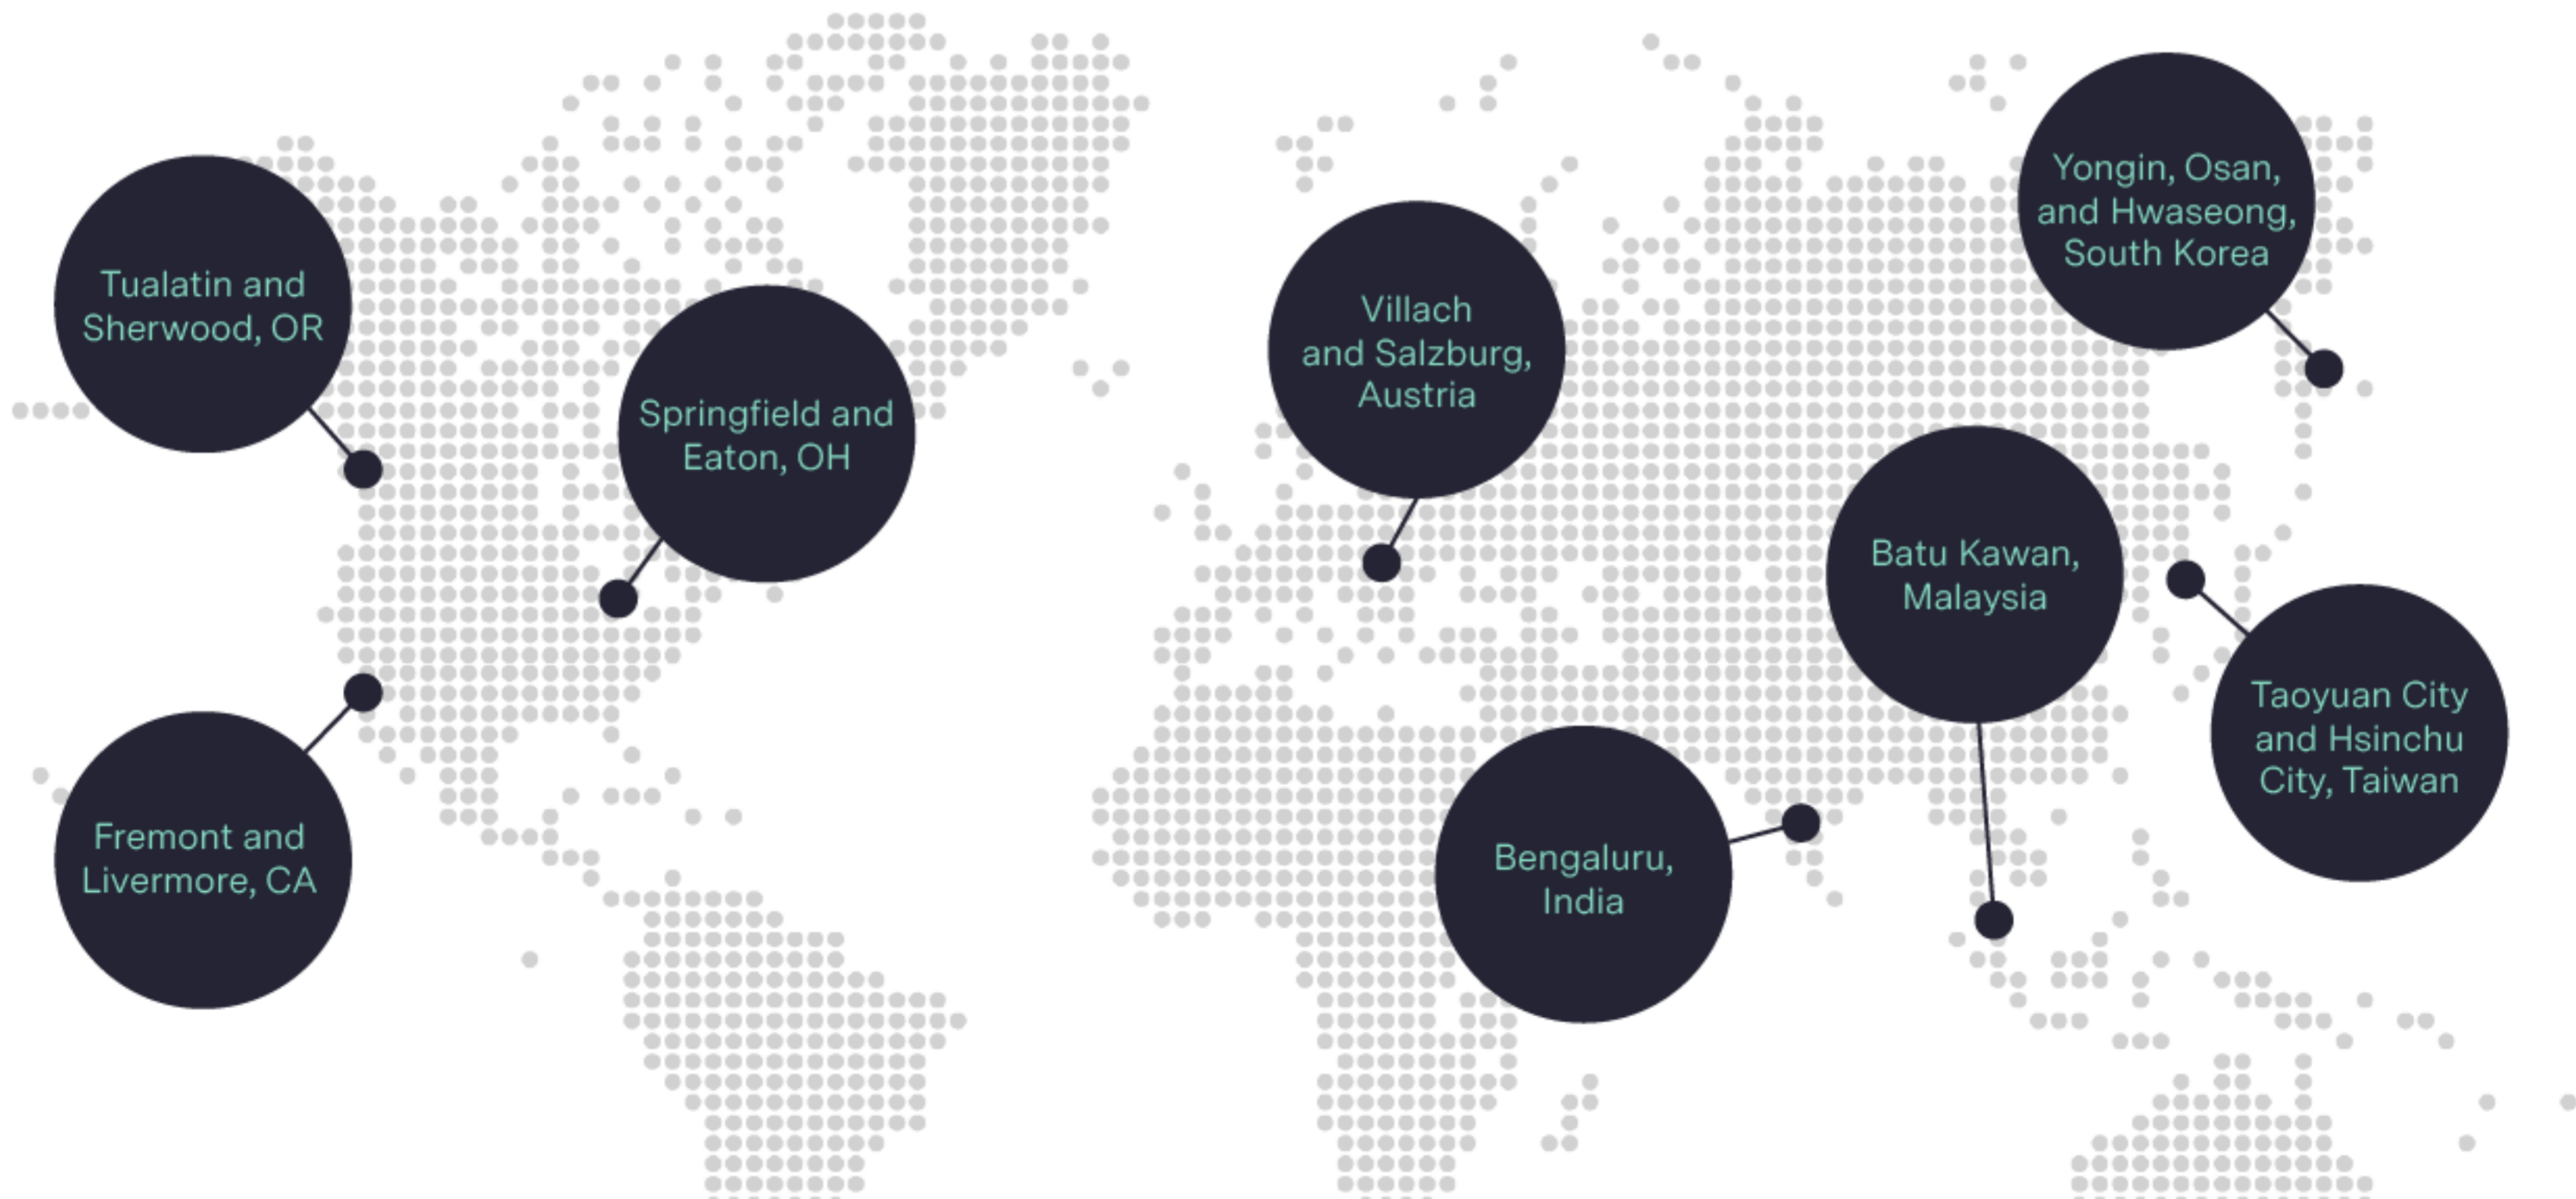 Tualatin and
Sherwood, OR
Springfield and
Eaton, OH
Fremont and
Livermore, CA
Villach
and Salzburg,
Austria
Yongin, Osan,
and Hwaseong,
South Korea
Batu Kawan,
Malaysia
Taoyuan City
and Hsinchu
City, Taiwan
Bengaluru,
India